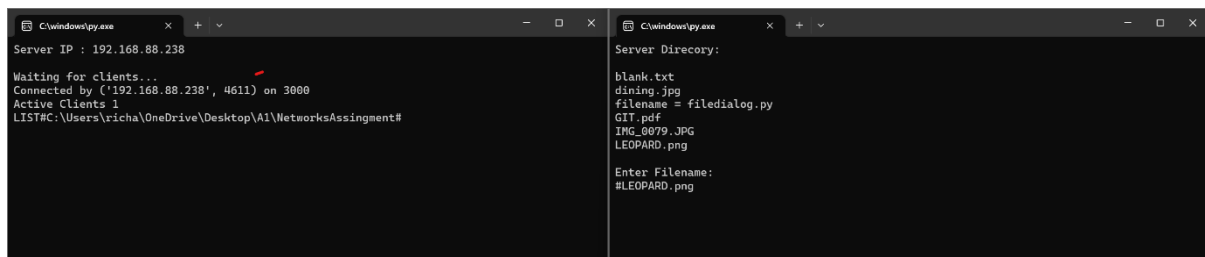 C:\windows\py.exe
Server IP : 192.168.88.238
Waiting for clients...
Connected by ('192.168.88.238', 4611) on 3000
Active Clients 1
LIST#C:\Users\richa\OneDrive\Desktop\A1\NetworksAssingment#
C:\windows\py.exe
Server Direcory:
blank.txt
dining.jpg
filename = filedialog.py
GIT.pdf
IMG_0079.JPG
LEOPARD.png
Enter Filename:
#LEOPARD.png